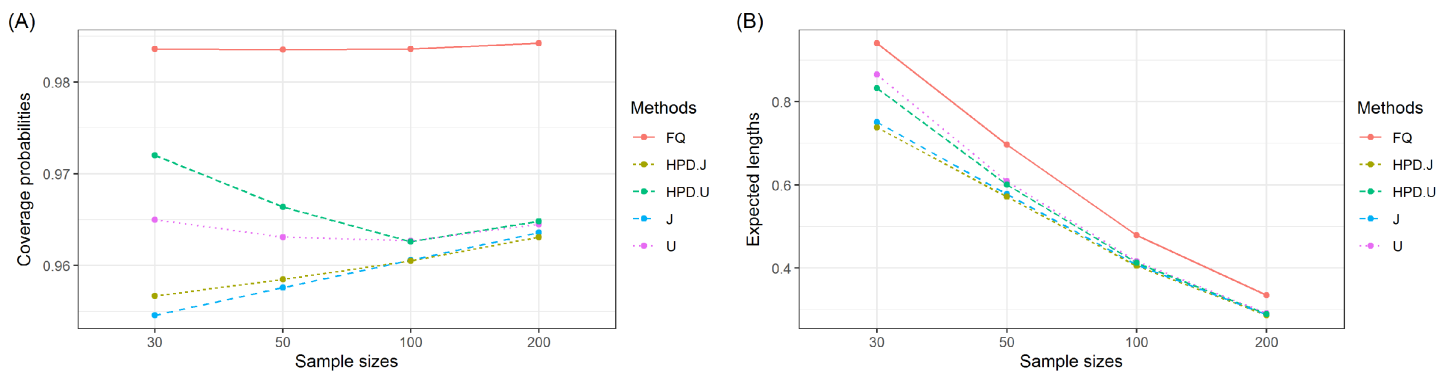 (A)
Coverage probabilities
0.98
0.97
0.96
30 50 100 200
Sample sizes
Methods
FQ
HPD.J
HPD.U
J
U
(B)
Expected lengths
0.8
0.6
0.4
30 50 100 200
Sample sizes
Methods
FQ
HPD.J
HPD.U
J
U